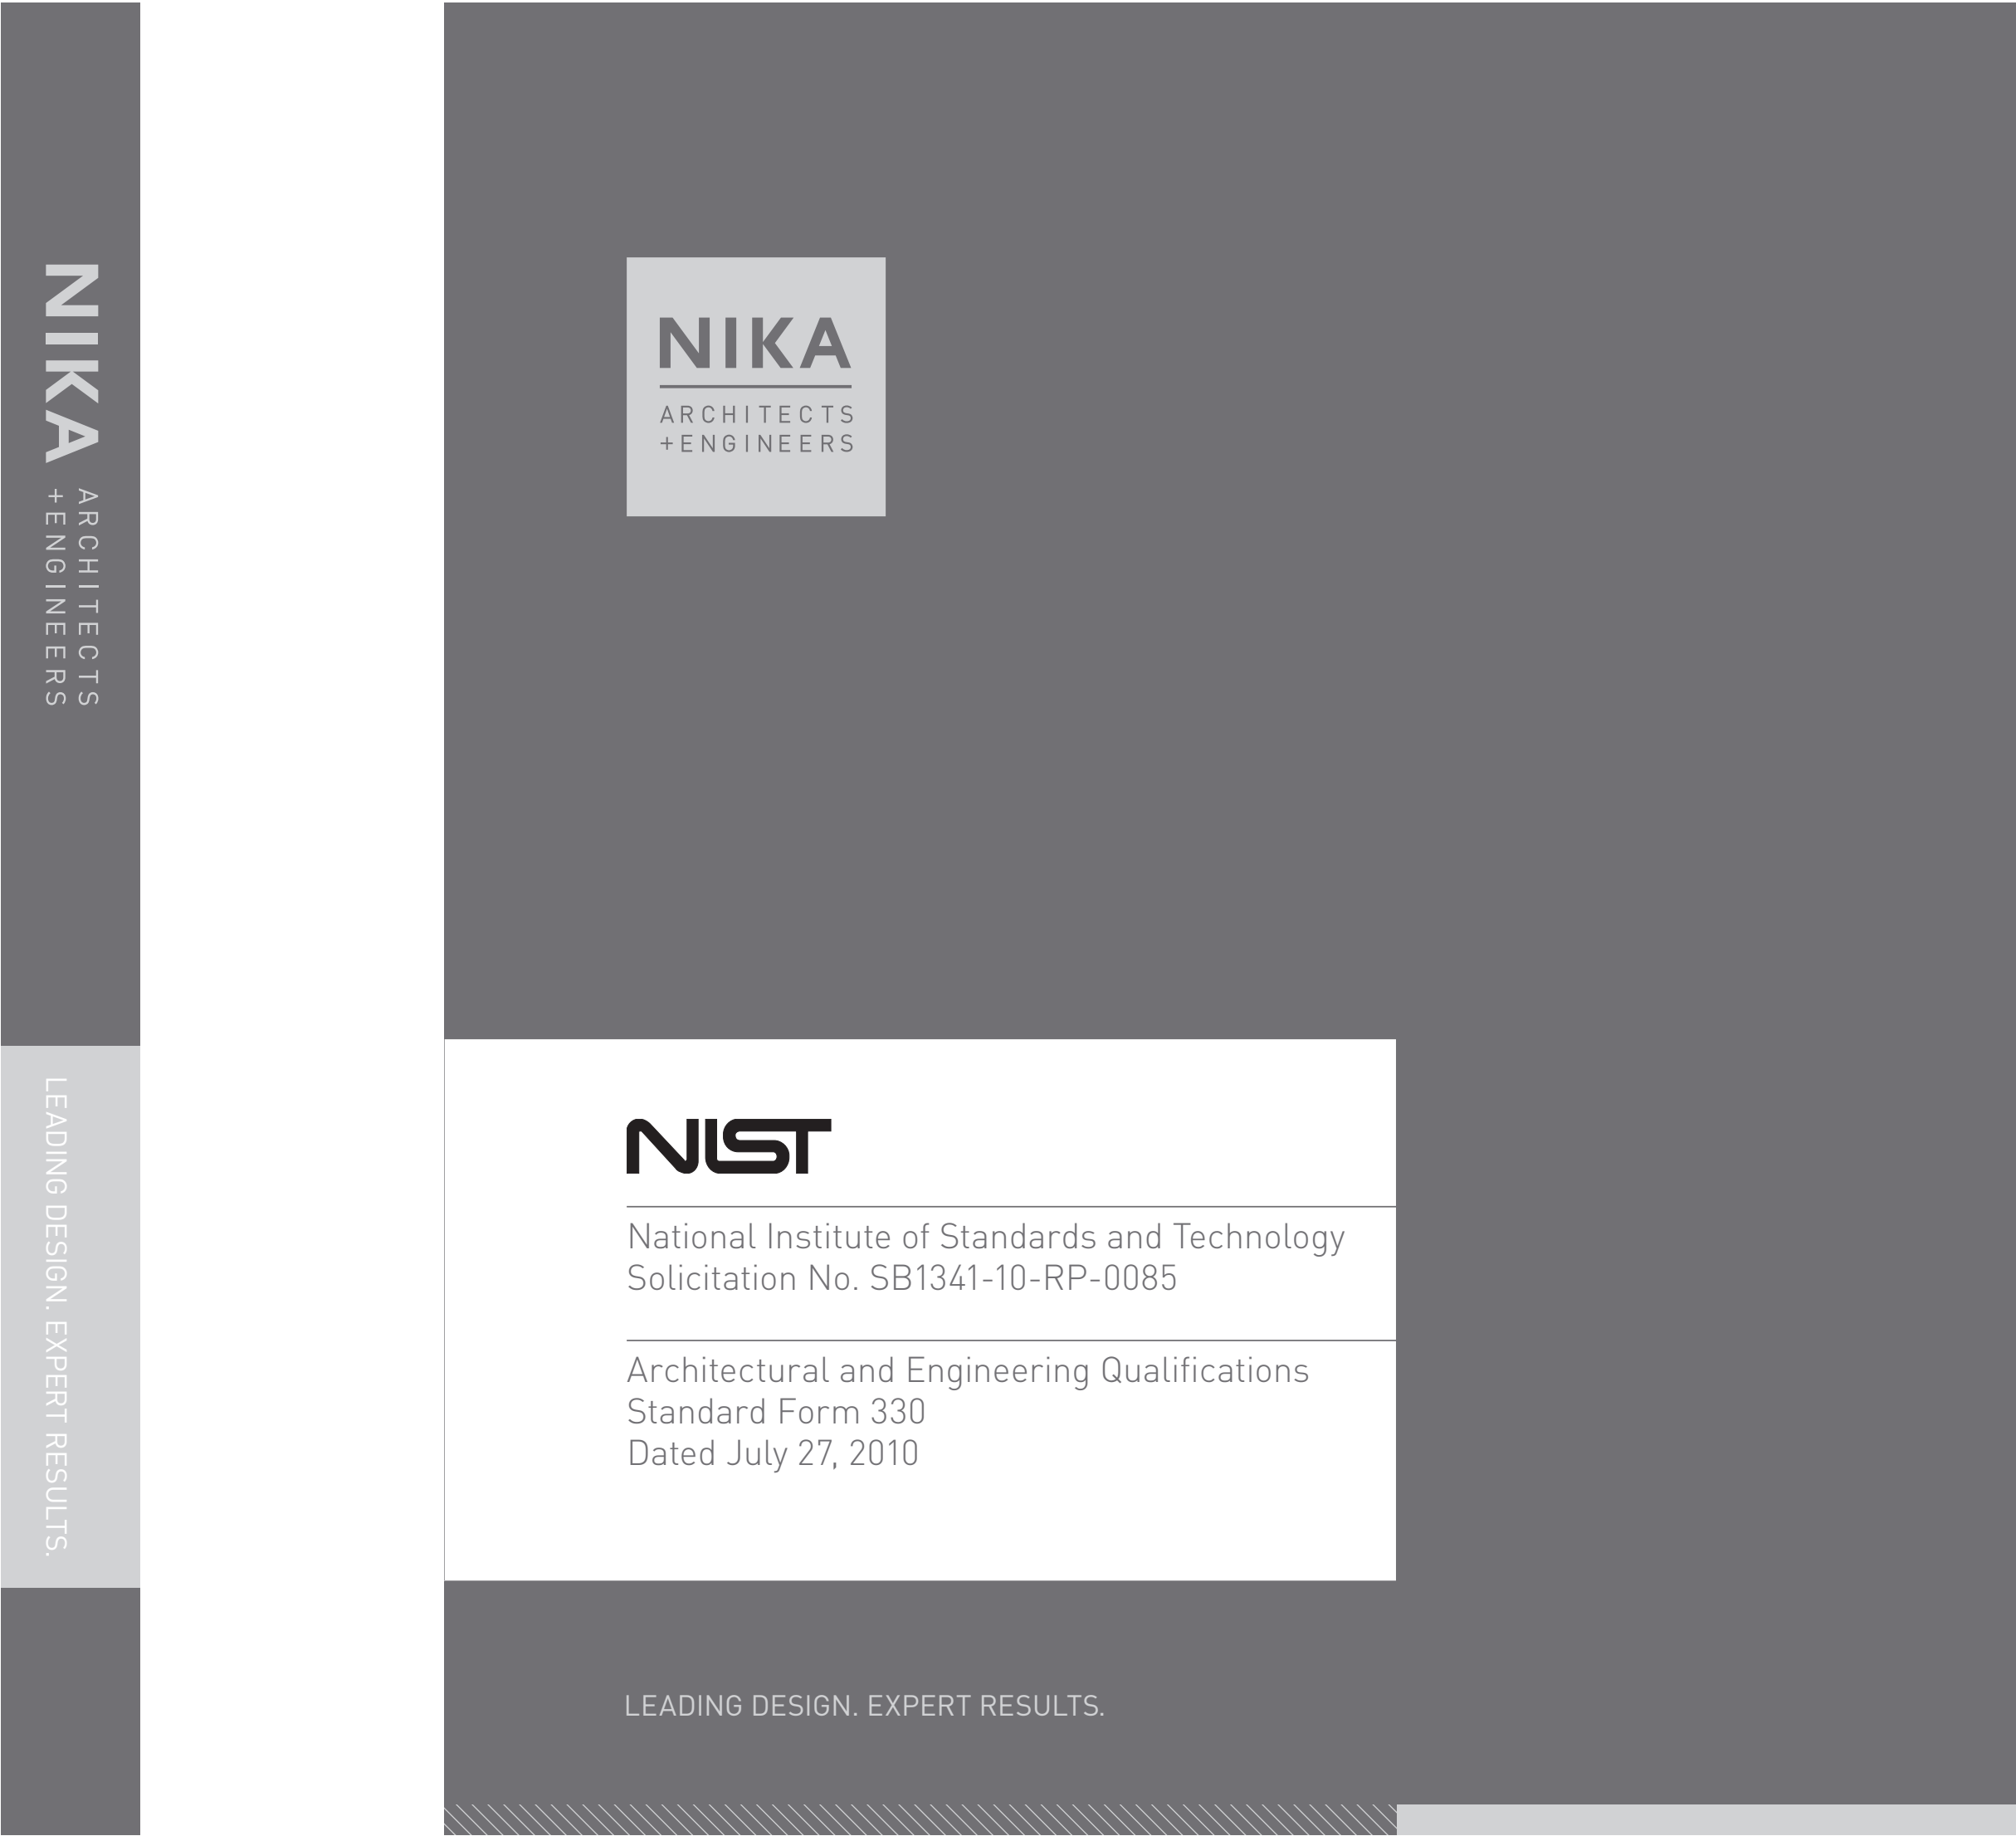 NIKA
ARCHITECTS
+ENGINEERS
LEADING DESIGN. EXPERT RESULTS.
NIKA
ARCHITECTS
+ENGINEERS
NIST
National Institute of Standards and Technology
Solicitation No. SB1341-10-RP-0085
Architectural and Engineering Qualifications
Standard Form 330
Dated July 27, 2010
LEADING DESIGN. EXPERT RESULTS.